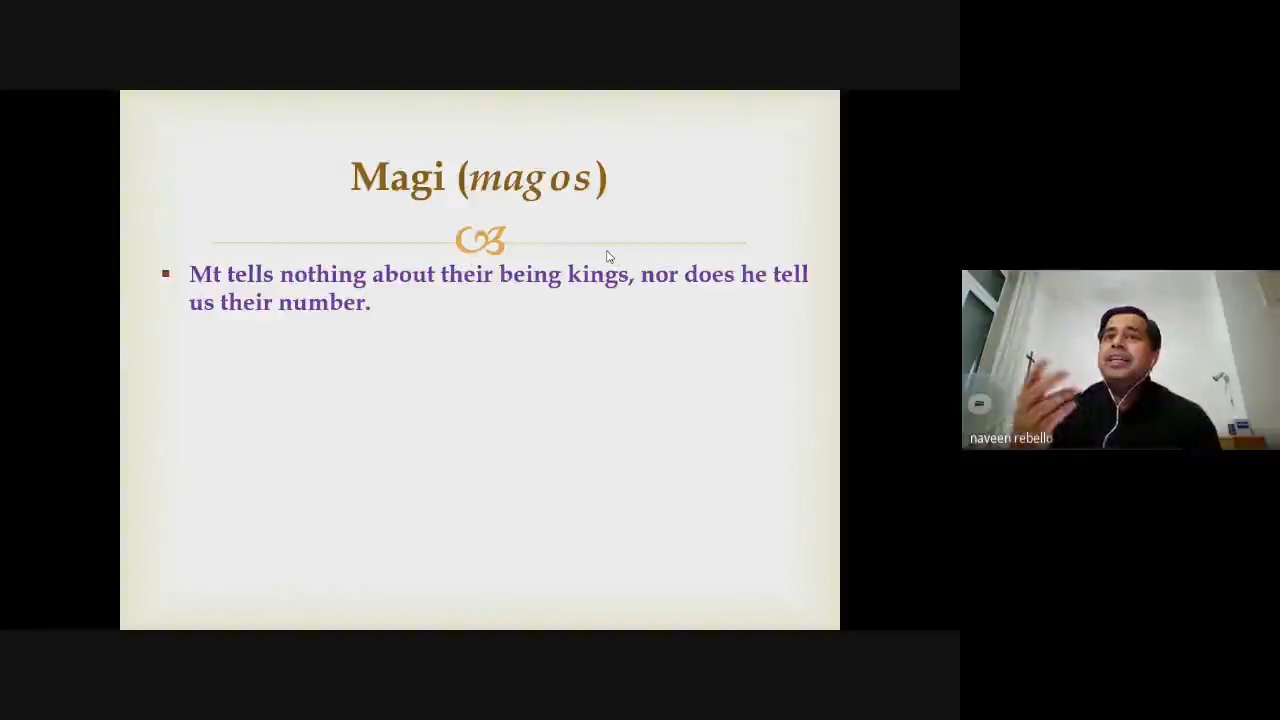 Magi (magos)
Mt tells nothing about their being kings, nor does he tell
us their number.
naveen rebello